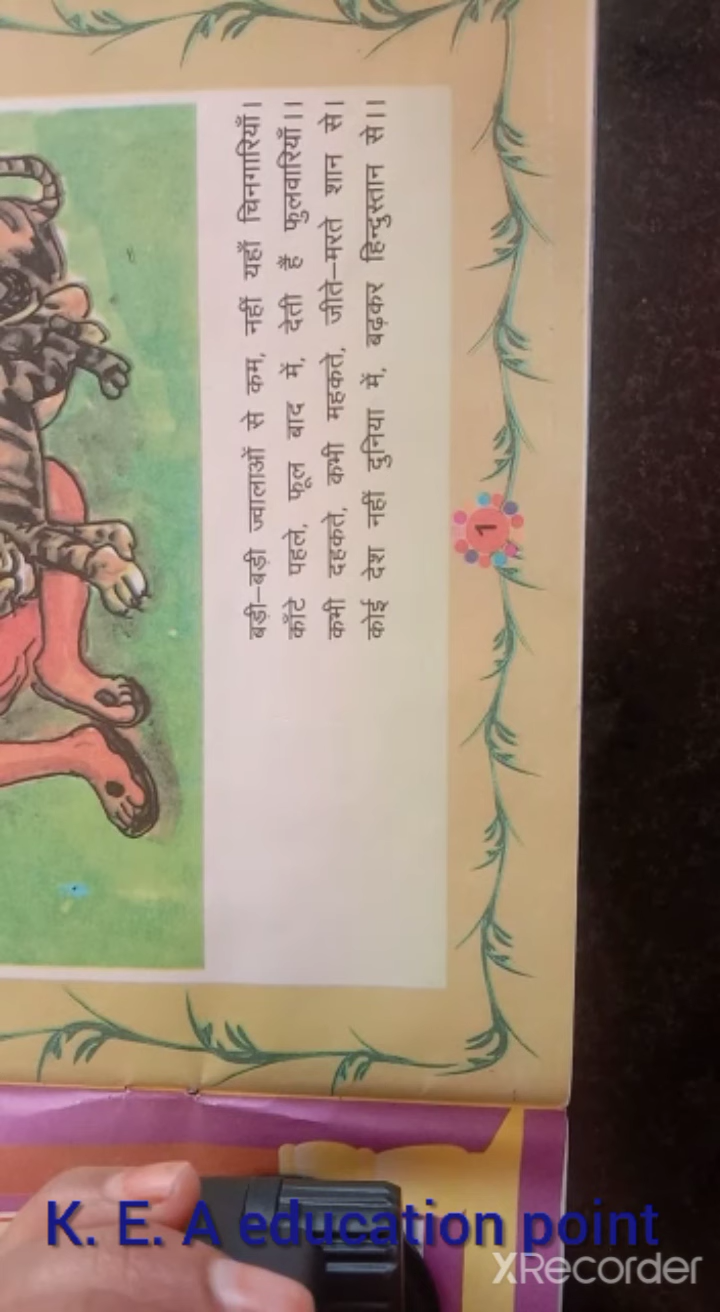 बड़ी–बड़ी ज्वालाओं से कम, नहीं यहाँ चिनगारियाँ।
काँटे पहले, फूल बाद में, देती हैं फुलवारियाँ।।
कभी दहकते, कभी महकते, जीते–मरते शान से।
कोई देश नहीं दुनिया में, बढ़कर हिन्दुस्तान से।।
1
K. E. A education point
XRecorder